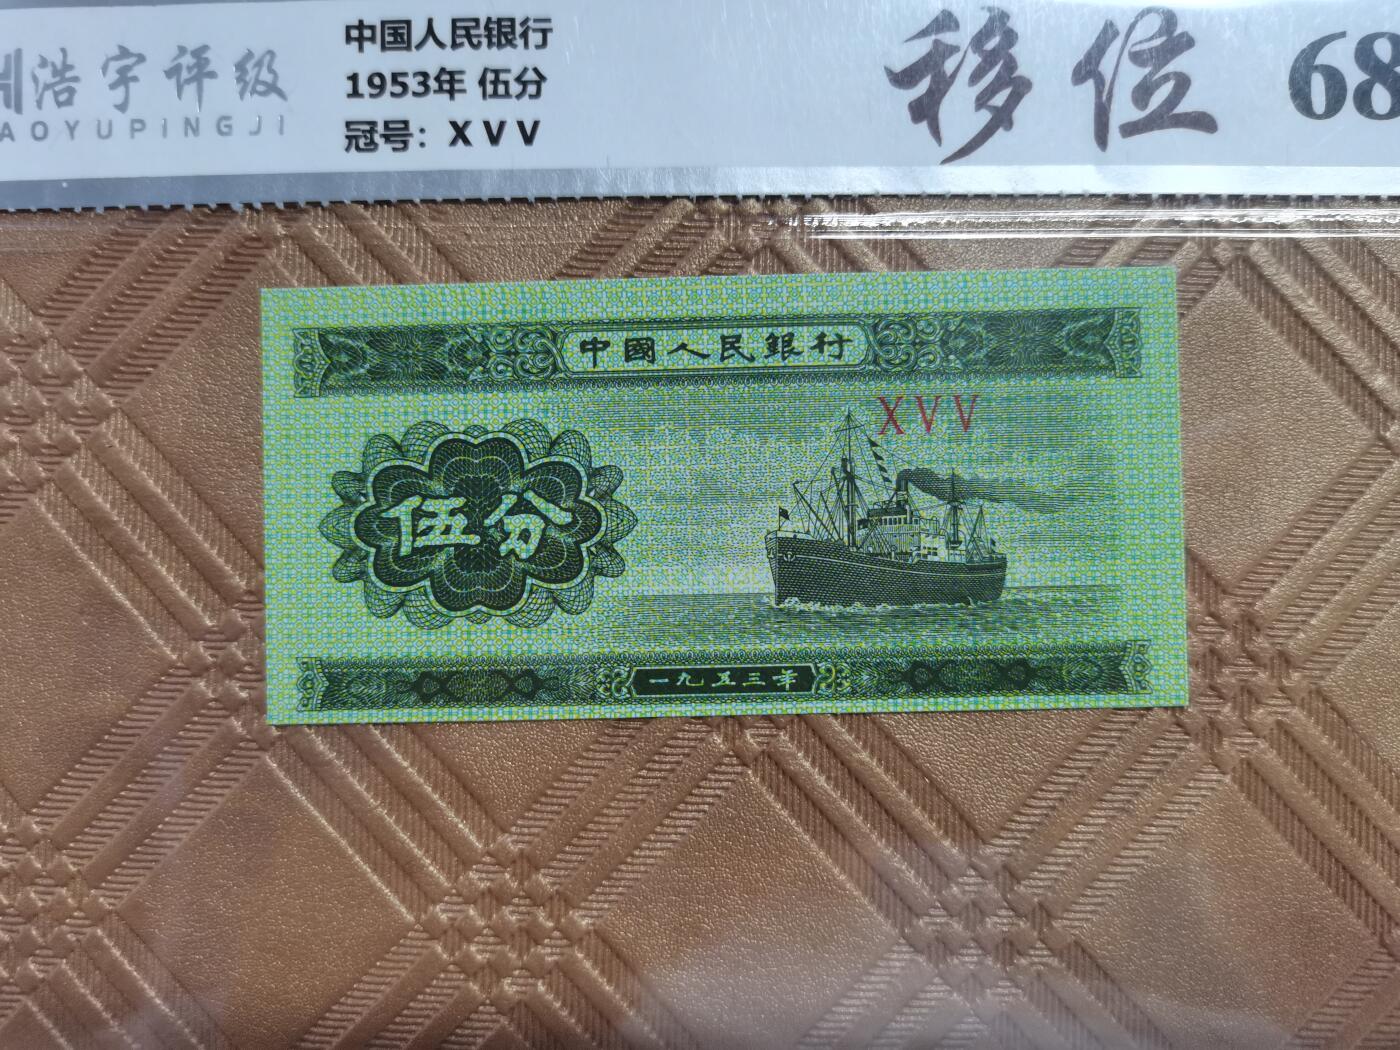 浩宇评级
AOYUPINGJI
中国人民银行
1953年 伍分
冠号：XVV
移位
68
中國人民銀行
XVV
伍分
一九五三年